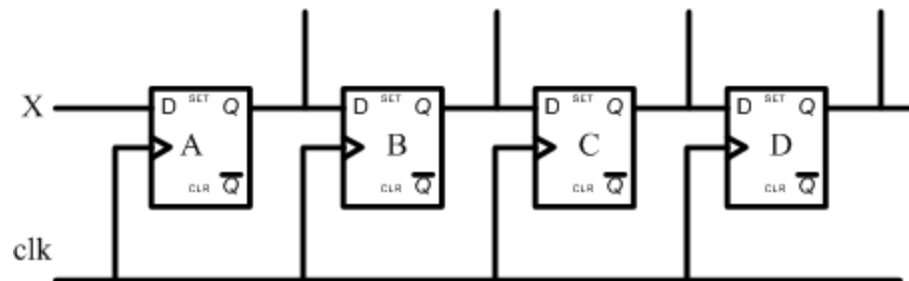 X
D SET Q D SET Q D SET Q D SET Q
A B C D
CLR Q̅ CLR Q̅ CLR Q̅ CLR Q̅
clk